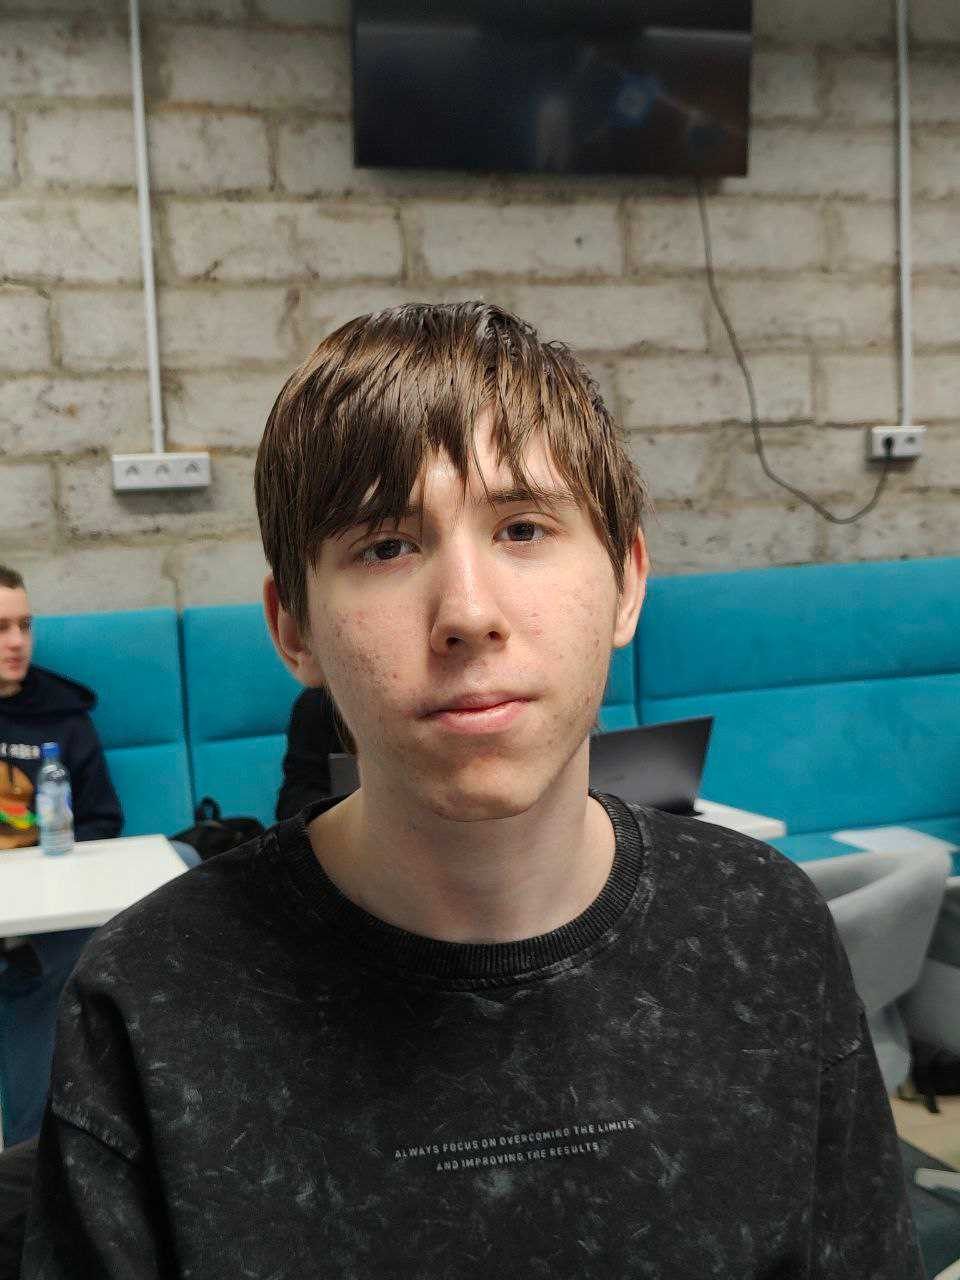 ALWAYS FOCUS ON OVERCOMING THE LIMITS
AND IMPROVING THE RESULTS